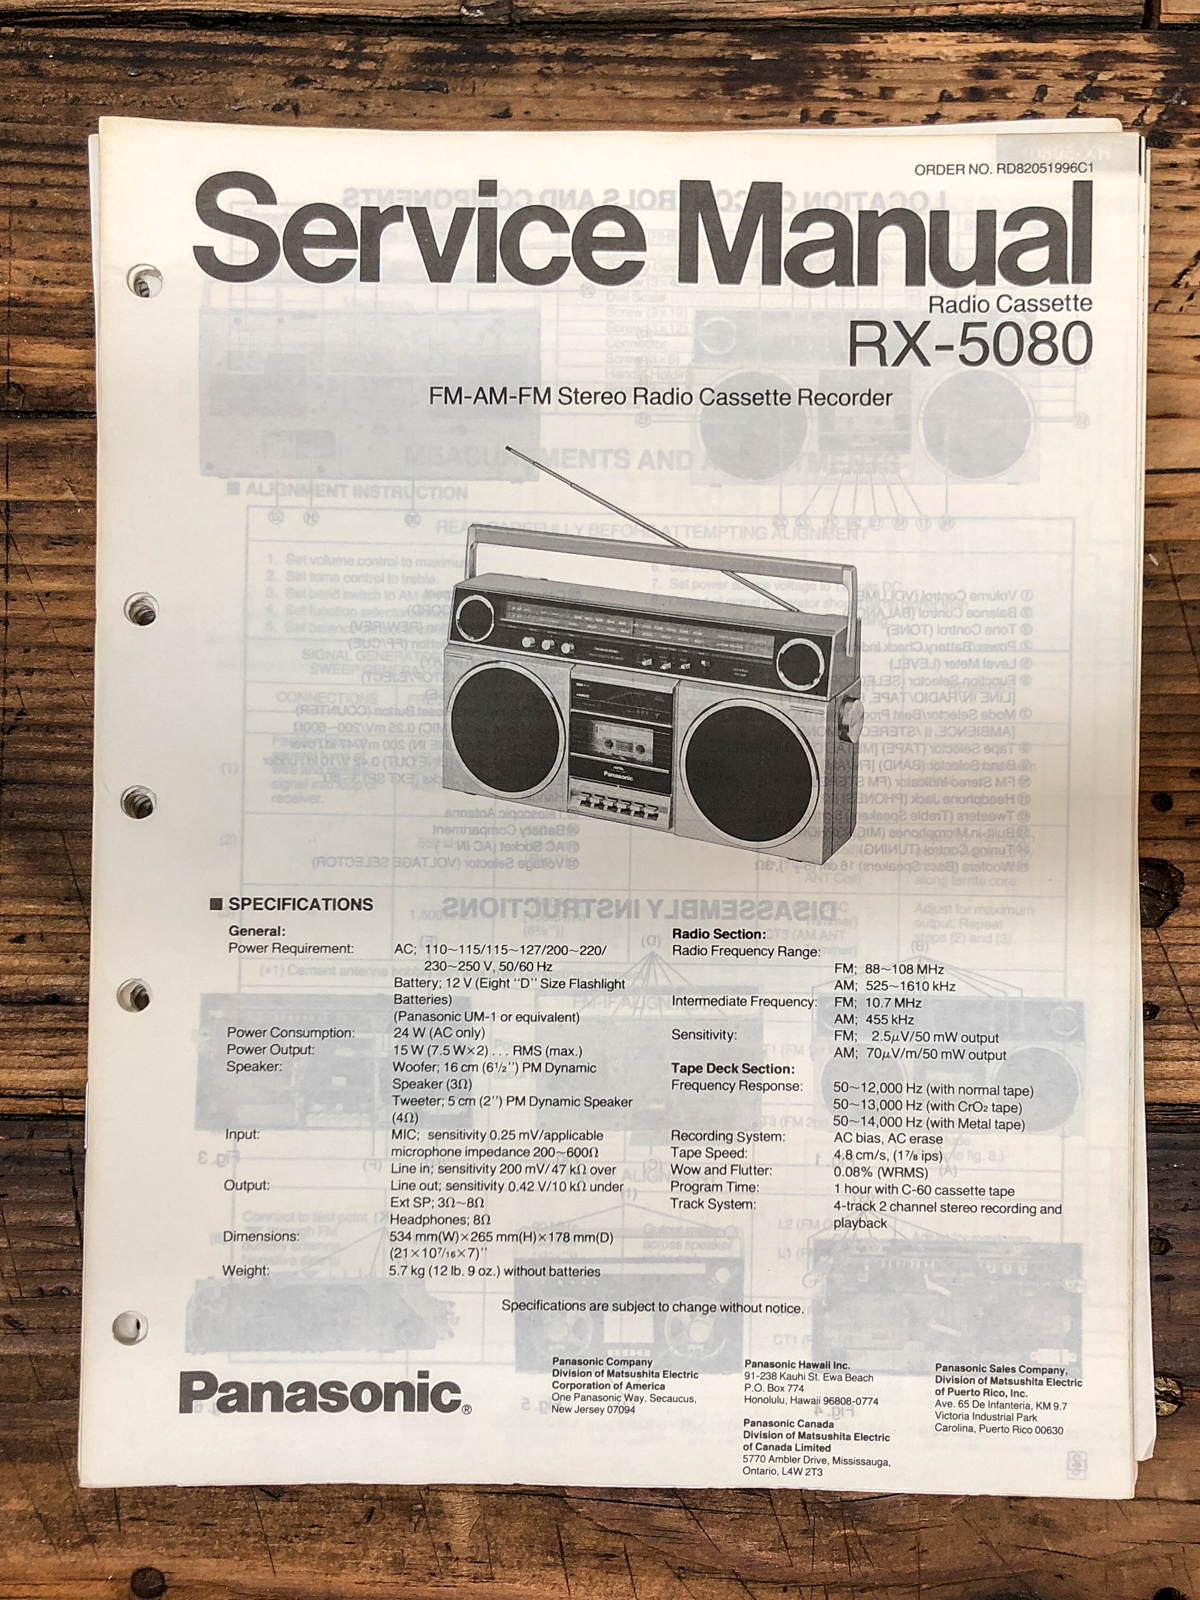 ORDER NO. RD82051996C1
Service Manual
Radio Cassette
RX-5080
FM-AM-FM Stereo Radio Cassette Recorder
Panasonic
■ SPECIFICATIONS
General:
Power Requirement: AC; 110~115/115~127/200~220/
230~250 V, 50/60 Hz
Battery; 12 V (Eight "D" Size Flashlight
Batteries)
(Panasonic UM-1 or equivalent)
Power Consumption: 24 W (AC only)
Power Output: 15 W (7.5 W×2) . . . RMS (max.)
Speaker: Woofer; 16 cm (6½") PM Dynamic
Speaker (3Ω)
Tweeter; 5 cm (2") PM Dynamic Speaker
(4Ω)
Input: MIC; sensitivity 0.25 mV/applicable
microphone impedance 200~600Ω
Line in; sensitivity 200 mV/47 kΩ over
Output: Line out; sensitivity 0.42 V/10 kΩ under
Ext SP; 3Ω~8Ω
Headphones; 8Ω
Dimensions: 534 mm(W)×265 mm(H)×178 mm(D)
(21×10⁷/₁₆×7)"
Weight: 5.7 kg (12 lb. 9 oz.) without batteries
Radio Section:
Radio Frequency Range:
FM; 88~108 MHz
AM; 525~1610 kHz
Intermediate Frequency: FM; 10.7 MHz
AM; 455 kHz
Sensitivity: FM; 2.5μV/50 mW output
AM; 70μV/m/50 mW output
Tape Deck Section:
Frequency Response: 50~12,000 Hz (with normal tape)
50~13,000 Hz (with CrO₂ tape)
50~14,000 Hz (with Metal tape)
Recording System: AC bias, AC erase
Tape Speed: 4.8 cm/s, (1⅞ ips)
Wow and Flutter: 0.08% (WRMS)
Program Time: 1 hour with C-60 cassette tape
Track System: 4-track 2 channel stereo recording and
playback
Specifications are subject to change without notice.
Panasonic®
Panasonic Company
Division of Matsushita Electric
Corporation of America
One Panasonic Way, Secaucus,
New Jersey 07094
Panasonic Hawaii Inc.
91-238 Kauhi St. Ewa Beach
P.O. Box 774
Honolulu, Hawaii 96808-0774
Panasonic Canada
Division of Matsushita Electric
of Canada Limited
5770 Ambler Drive, Mississauga,
Ontario, L4W 2T3
Panasonic Sales Company,
Division of Matsushita Electric
of Puerto Rico, Inc.
Ave. 65 De Infanteria, KM 9.7
Victoria Industrial Park
Carolina, Puerto Rico 00630